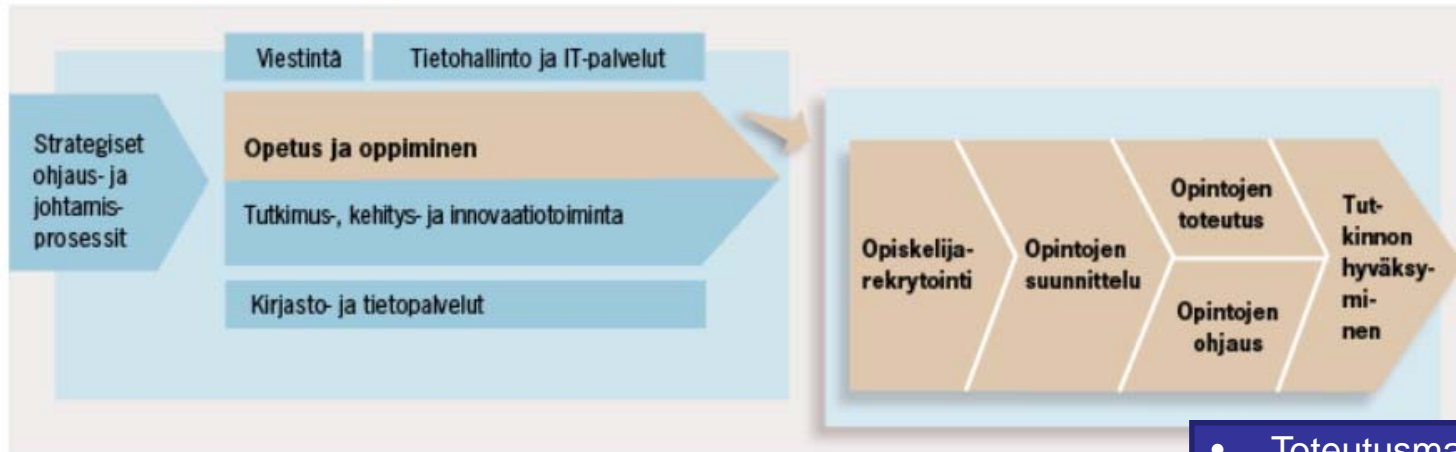 Viestintä
Tietohallinto ja IT-palvelut
Strategiset
ohjaus- ja
johtamis-
prosessit
Opetus ja oppiminen
Tutkimus-, kehitys- ja innovaatiotoiminta
Kirjasto- ja tietopalvelut
Opiskelija-
rekrytointi
Opintojen
suunnittelu
Opintojen
toteutus
Opintojen
ohjaus
Tut-
kinnon
hyväksy-
mi-
nen